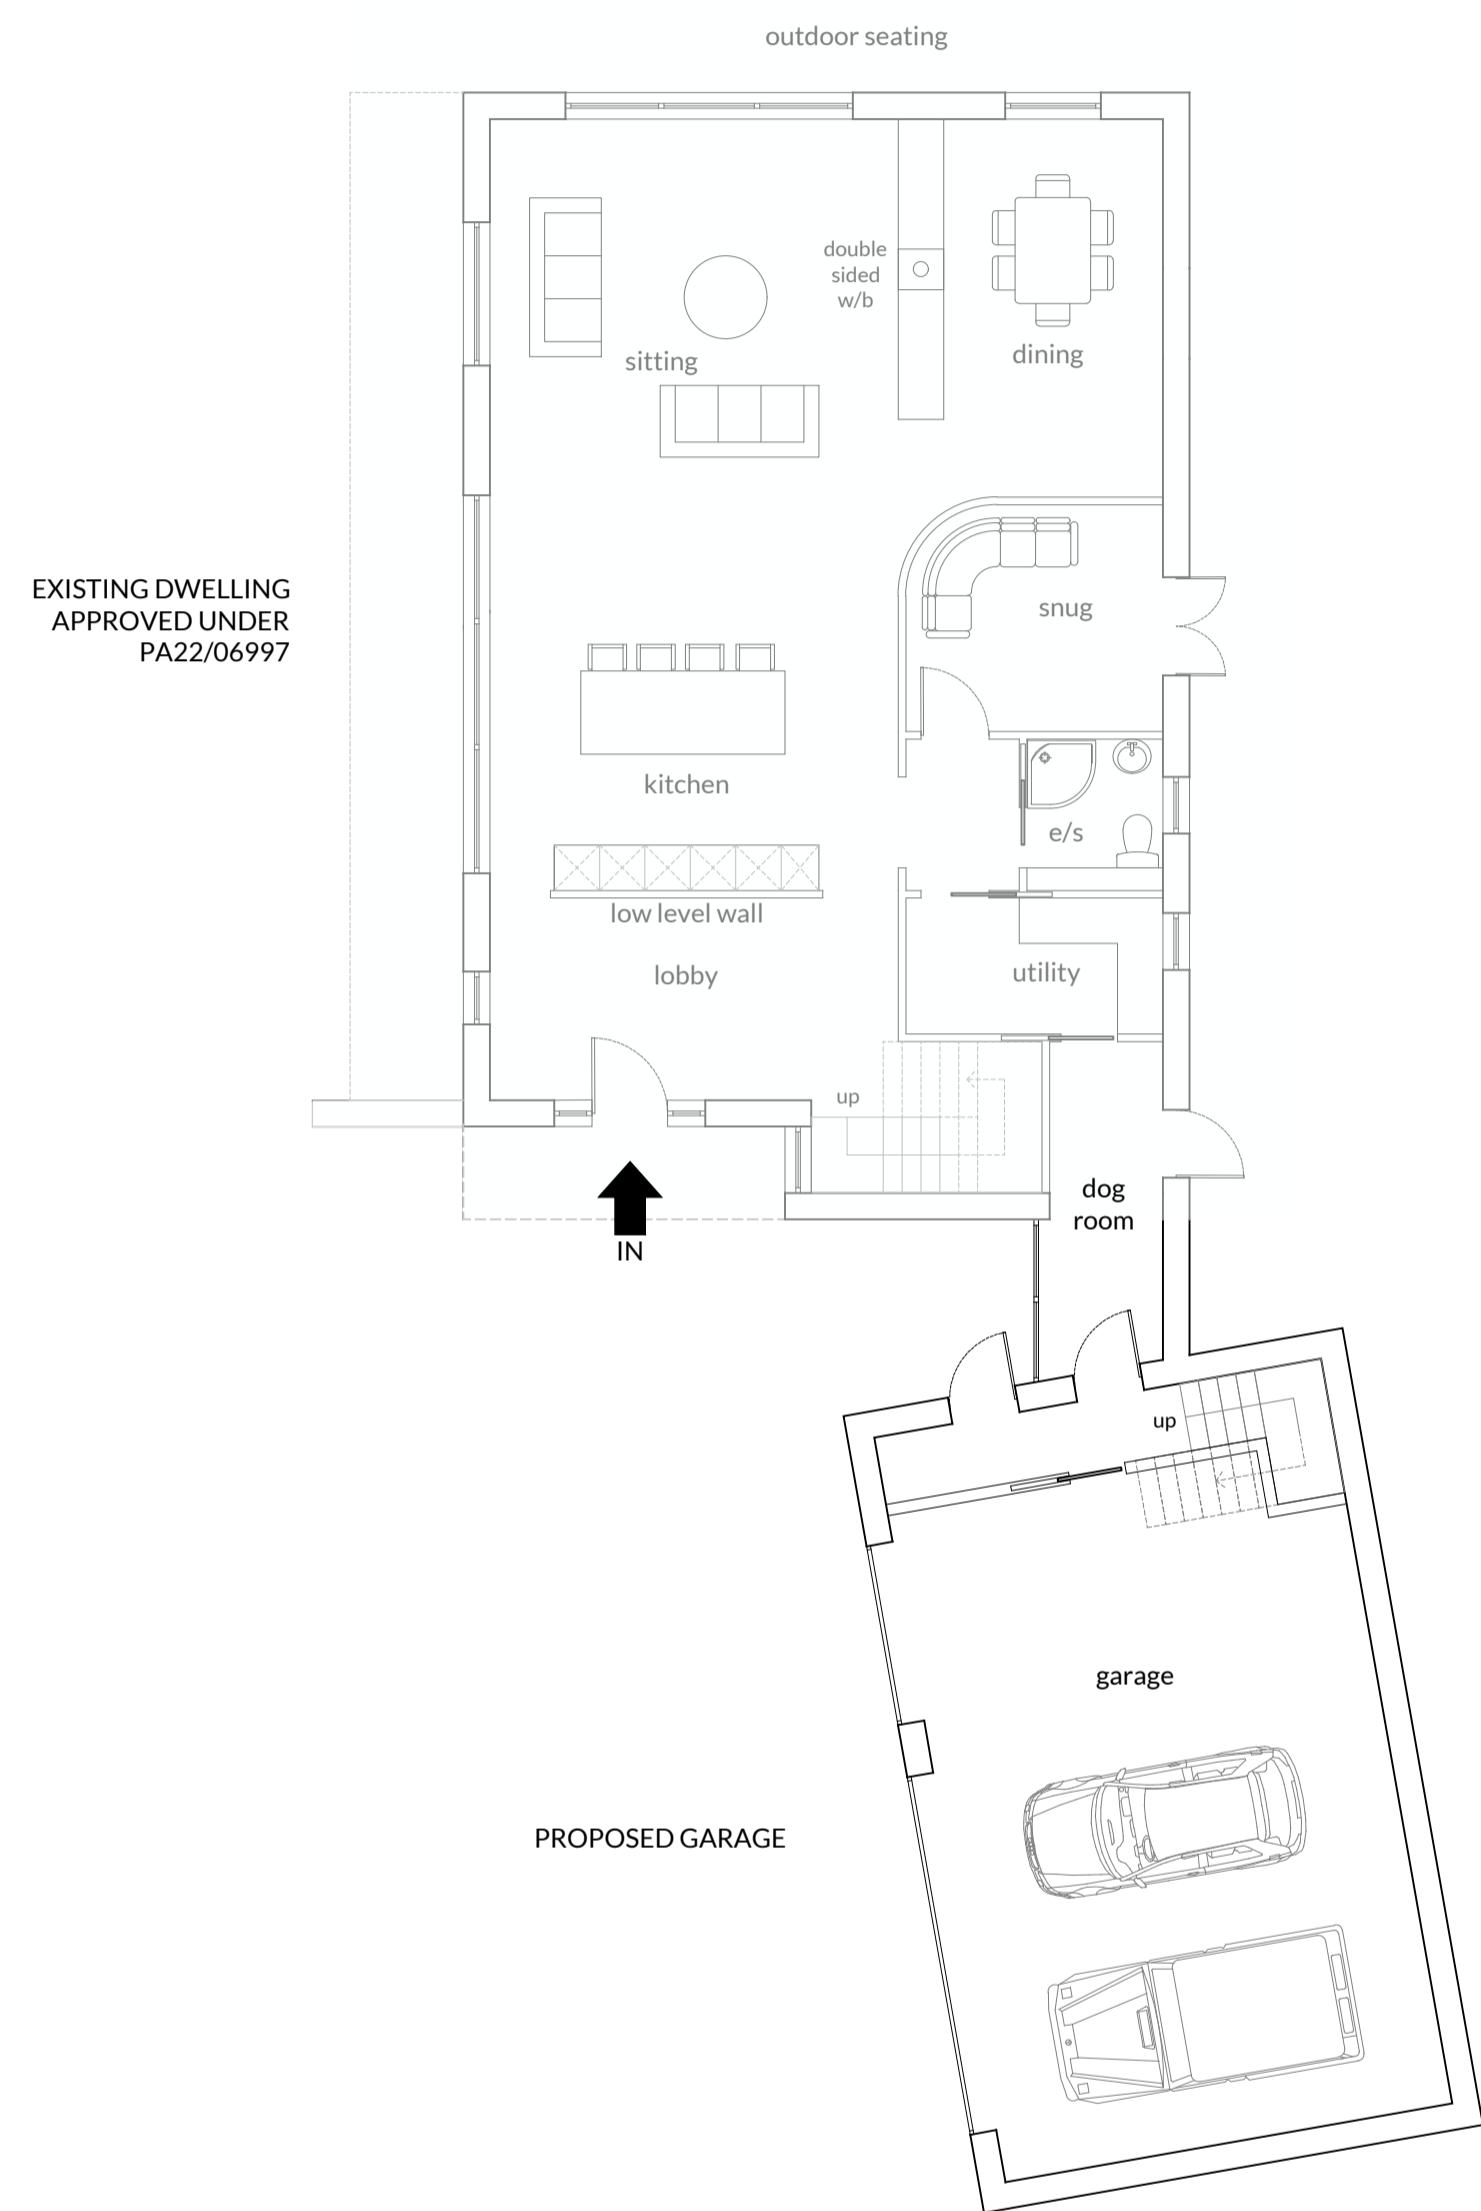 outdoor seating
double
sided
w/b
sitting
dining
EXISTING DWELLING
APPROVED UNDER
PA22/06997
snug
kitchen
e/s
low level wall
lobby
utility
up
dog
room
IN
up
garage
PROPOSED GARAGE